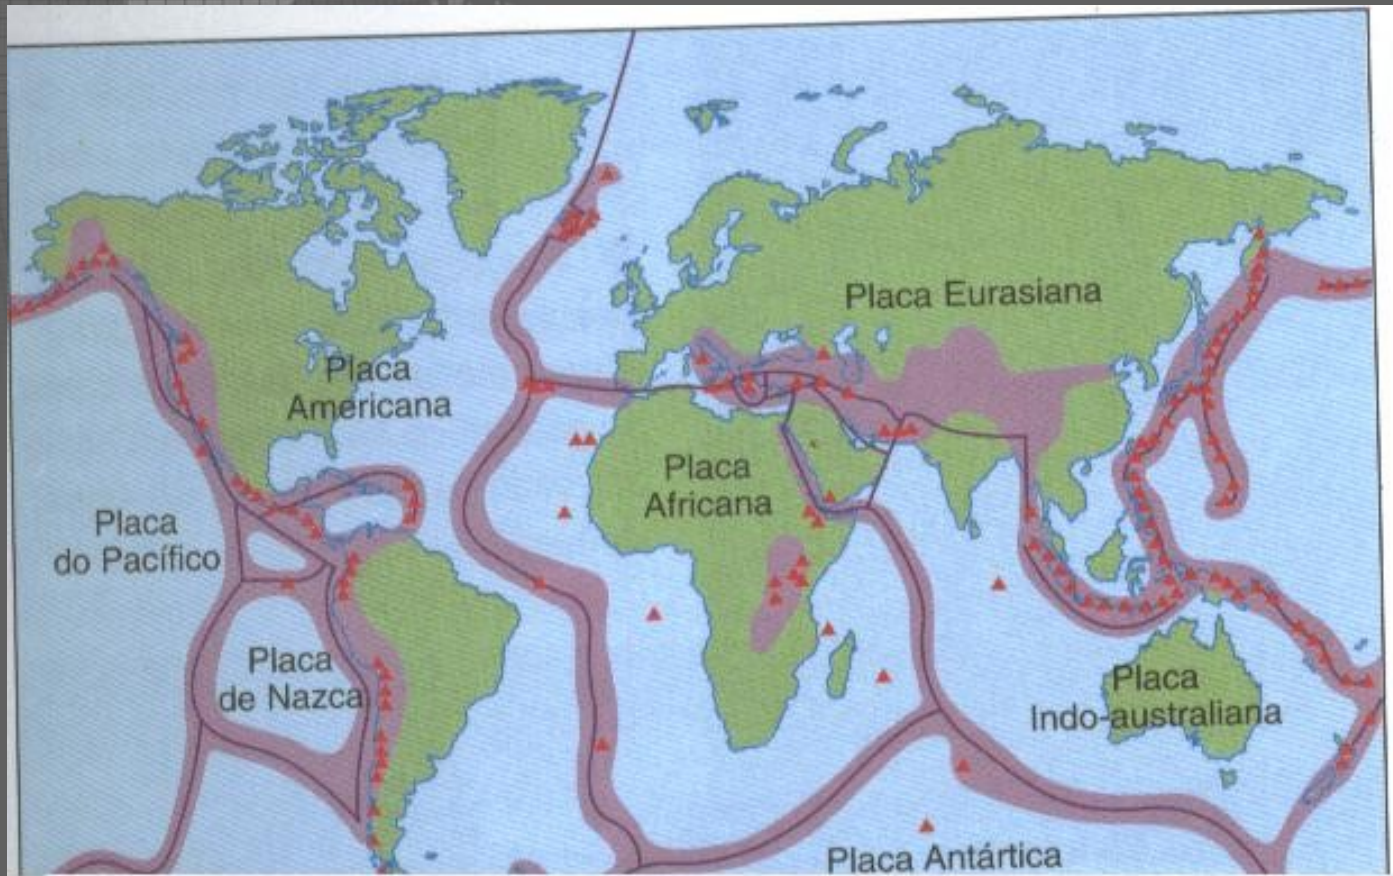 Placa Eurasiana
Placa
Americana
Placa
Africana
Placa
do Pacífico
Placa
de Nazca
Placa
Indo-australiana
Placa Antártica